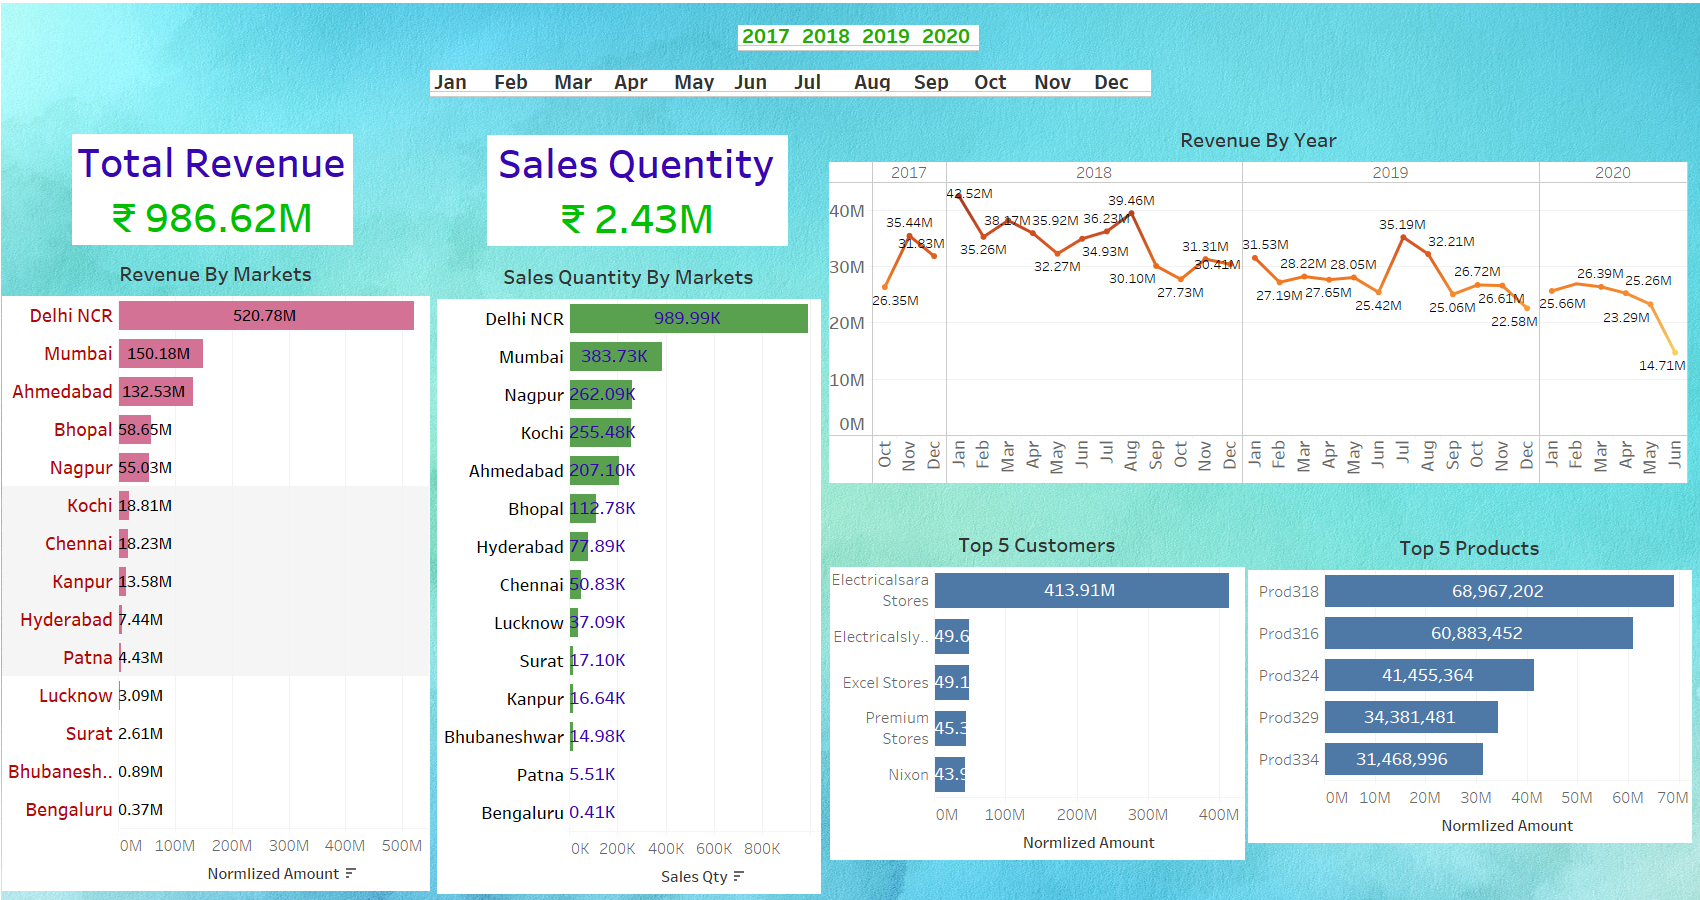 2017 2018 2019 2020
Jan Feb Mar Apr May Jun Jul Aug Sep Oct Nov Dec
Total Revenue
₹ 986.62M
Sales Quentity
₹ 2.43M
Revenue By Markets
Delhi NCR 520.78M
Mumbai 150.18M
Ahmedabad 132.53M
Bhopal 58.65M
Nagpur 55.03M
Kochi 18.81M
Chennai 18.23M
Kanpur 13.58M
Hyderabad 7.44M
Patna 4.43M
Lucknow 3.09M
Surat 2.61M
Bhubanesh.. 0.89M
Bengaluru 0.37M
0M 100M 200M 300M 400M 500M
Normlized Amount
Sales Quantity By Markets
Delhi NCR 989.99K
Mumbai 383.73K
Nagpur 262.09K
Kochi 255.48K
Ahmedabad 207.10K
Bhopal 112.78K
Hyderabad 77.89K
Chennai 50.83K
Lucknow 37.09K
Surat 17.10K
Kanpur 16.64K
Bhubaneshwar 14.98K
Patna 5.51K
Bengaluru 0.41K
0K 200K 400K 600K 800K
Sales Qty
Revenue By Year
2017 2018 2019 2020
40M
30M
20M
10M
0M
26.35M 35.44M 31.83M 42.52M 35.26M 38.17M 35.92M 32.27M 34.93M 36.23M 39.46M 30.10M 27.73M 31.31M 30.41M 31.53M 27.19M 28.22M 27.65M 28.05M 25.42M 35.19M 32.21M 25.06M 26.72M 26.61M 22.58M 25.66M 26.39M 23.29M 25.26M 14.71M
Oct Nov Dec Jan Feb Mar Apr May Jun Jul Aug Sep Oct Nov Dec Jan Feb Mar Apr May Jun Jul Aug Sep Oct Nov Dec Jan Feb Mar Apr May Jun
Top 5 Customers
Electricalsara
Stores 413.91M
Electricalsly.. 49.6
Excel Stores 49.1
Premium
Stores 45.3
Nixon 43.9
0M 100M 200M 300M 400M
Normlized Amount
Top 5 Products
Prod318 68,967,202
Prod316 60,883,452
Prod324 41,455,364
Prod329 34,381,481
Prod334 31,468,996
0M 10M 20M 30M 40M 50M 60M 70M
Normlized Amount